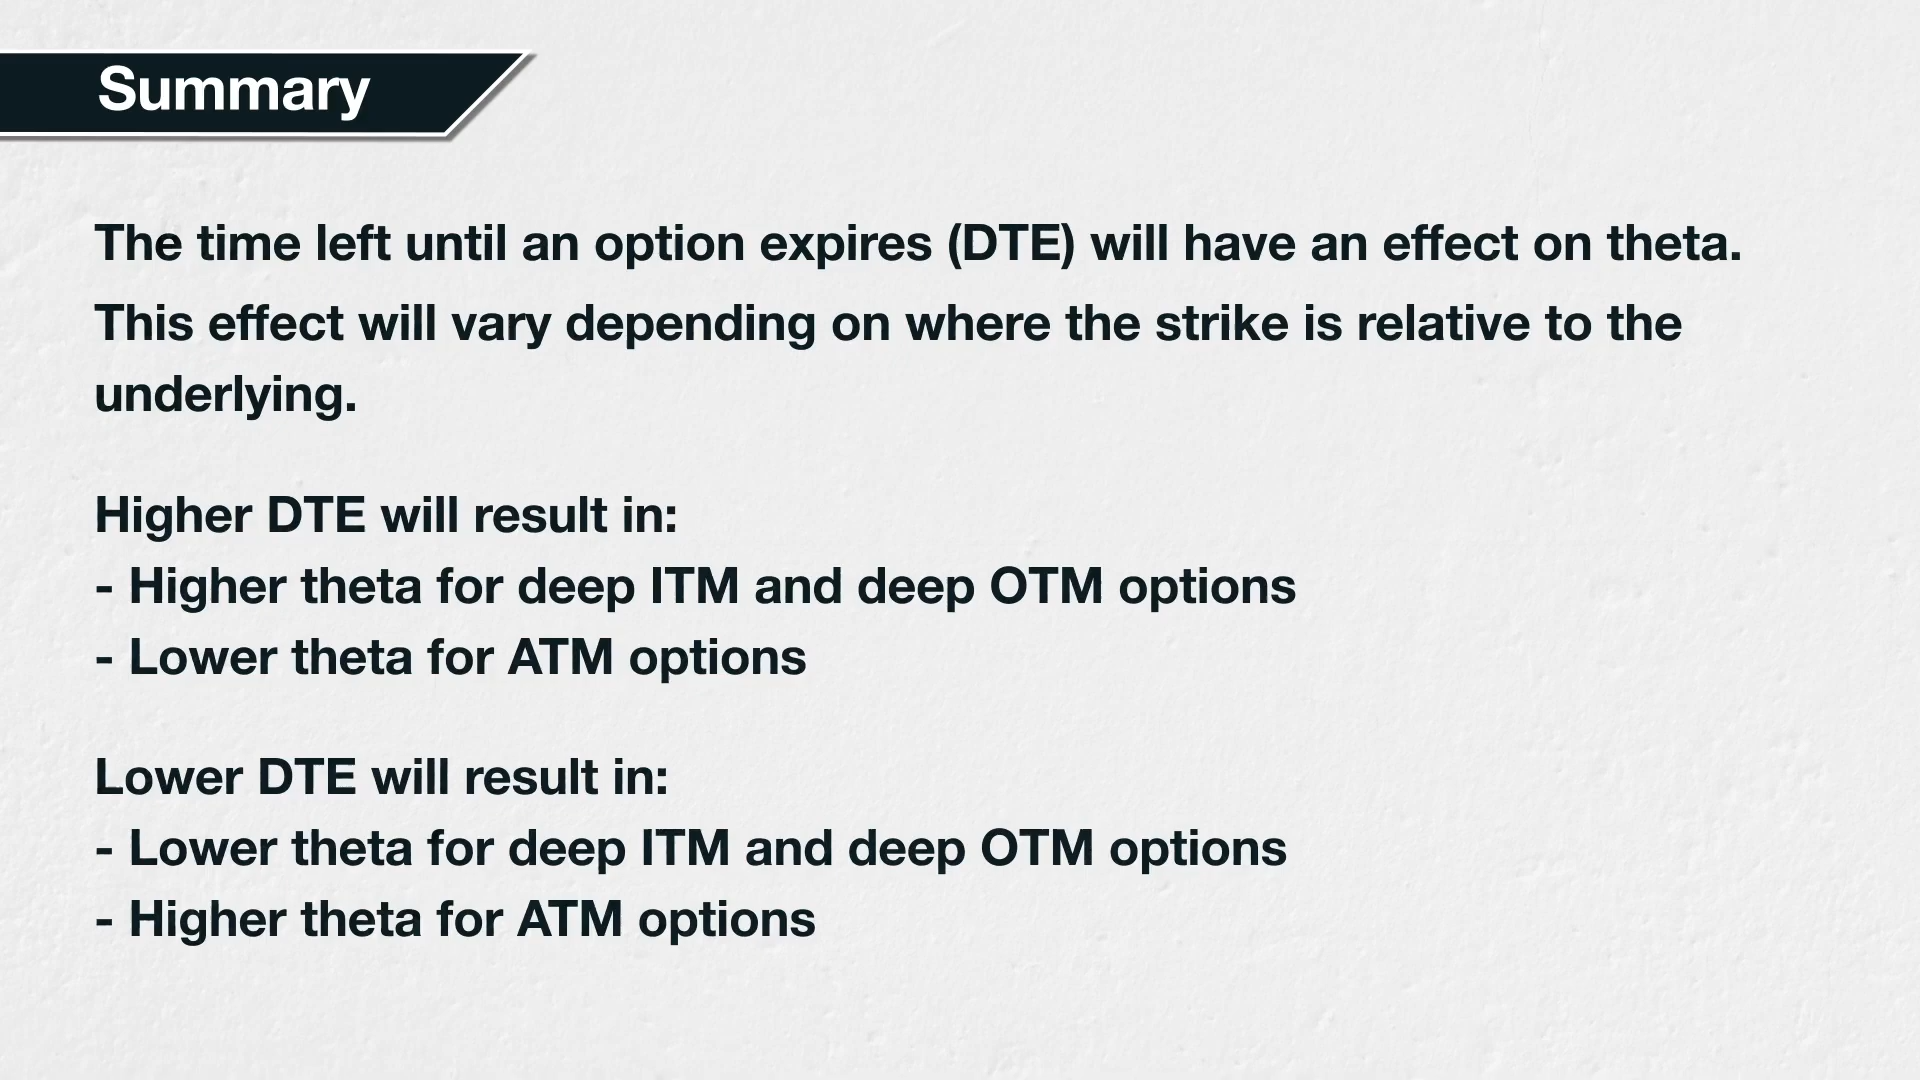 Summary
The time left until an option expires (DTE) will have an effect on theta.
This effect will vary depending on where the strike is relative to the
underlying.
Higher DTE will result in:
- Higher theta for deep ITM and deep OTM options
- Lower theta for ATM options
Lower DTE will result in:
- Lower theta for deep ITM and deep OTM options
- Higher theta for ATM options